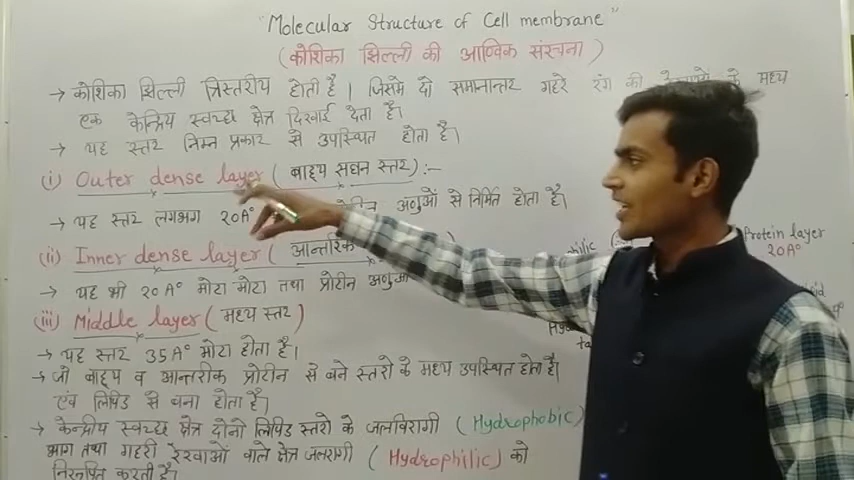 "Molecular Structure of Cell membrane"
(कोशिका झिल्ली की आण्विक संरचना)
→ कोशिका झिल्ली त्रिस्तरीय होती है। जिसमे दो समानान्तर गहरे रंग की के मध्य
एक केन्द्रिय स्वच्छ क्षेत्र दिखाई देता है।
→ यह स्तर निम्न प्रकार से उपस्थित होता है।
(i) Outer dense layer (बाह्य सघन स्तर) :-
→ यह स्तर लगभग 20A° अणुओं से निर्मित होता है।
(ii) Inner dense layer (आन्तरिक )
→ यह भी 20A° मोटा मोटा तथा प्रोटीन अणुओ
(iii) Middle layer (मध्य स्तर)
→ यह स्तर 35A° मोटा होता है।
→ जो बाह्य व आन्तरीक प्रोटीन से बने स्तरो के मध्य उपस्थित होता है।
एवं लिपिड से बना होता है।
→ केन्द्रीय स्वच्छ क्षेत्र दोनो लिपिड स्तरो के जलविरागी (Hydrophobic)
भाग तथा गहरी रेखाओं वाले क्षेत्र जलरागी (Hydrophilic) को
निरूपित करती है।
Protein layer
20A°